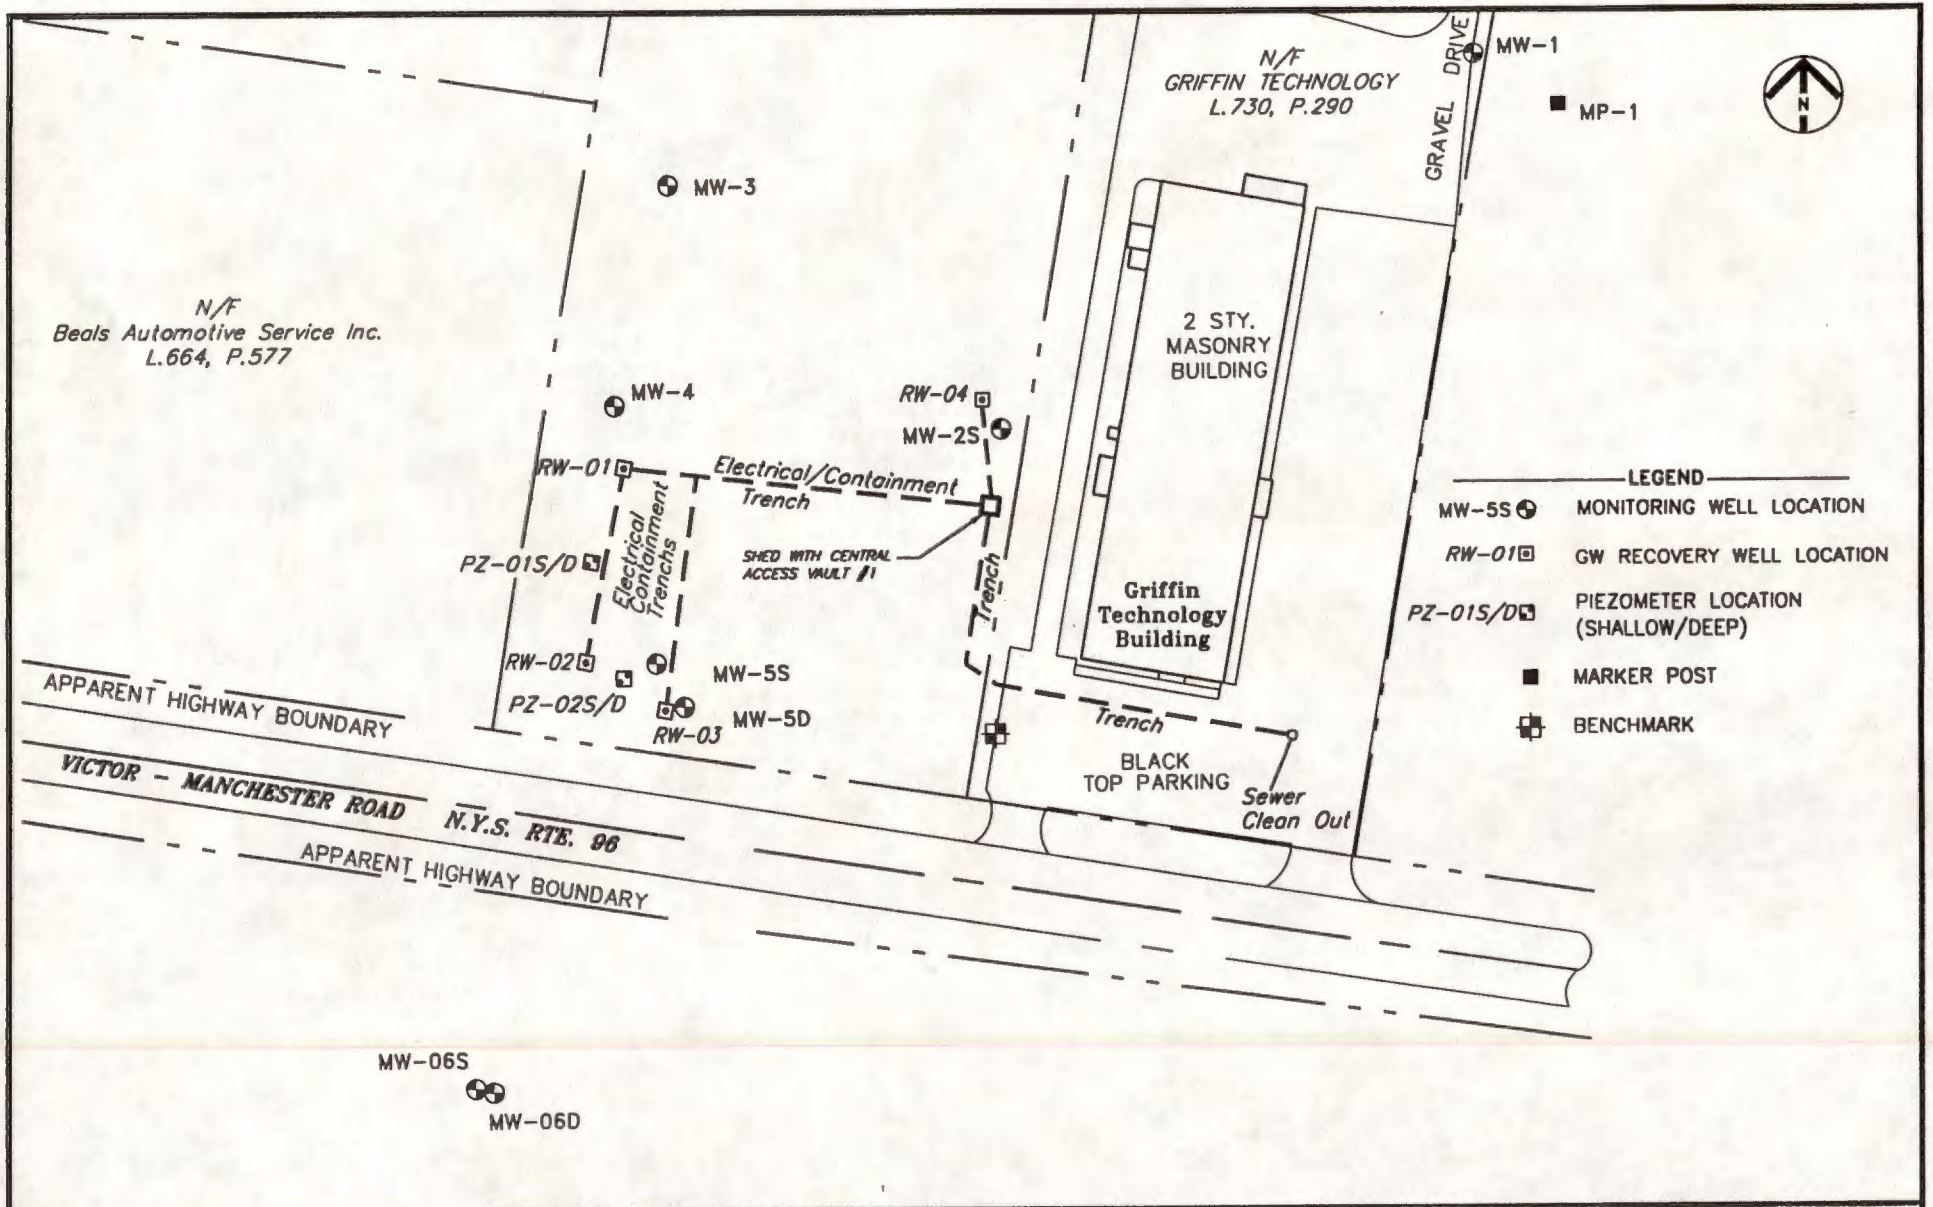 N/F
GRIFFIN TECHNOLOGY
L.730, P.290
GRAVEL DRIVE
MW-1
MP-1
N
MW-3
N/F
Beals Automotive Service Inc.
L.664, P.577
2 STY.
MASONRY
BUILDING
MW-4
RW-04
MW-2S
RW-01
Electrical/Containment
Trench
Electrical
Containment
Trenchs
PZ-01S/D
SHED WITH CENTRAL
ACCESS VAULT #1
Trench
Griffin
Technology
Building
LEGEND
MW-5S MONITORING WELL LOCATION
RW-01 GW RECOVERY WELL LOCATION
PZ-01S/D PIEZOMETER LOCATION
(SHALLOW/DEEP)
MARKER POST
BENCHMARK
RW-02
MW-5S
PZ-02S/D
MW-5D
RW-03
Trench
BLACK
TOP PARKING
Sewer
Clean Out
APPARENT HIGHWAY BOUNDARY
VICTOR - MANCHESTER ROAD N.Y.S. RTE. 96
APPARENT HIGHWAY BOUNDARY
MW-06S
MW-06D